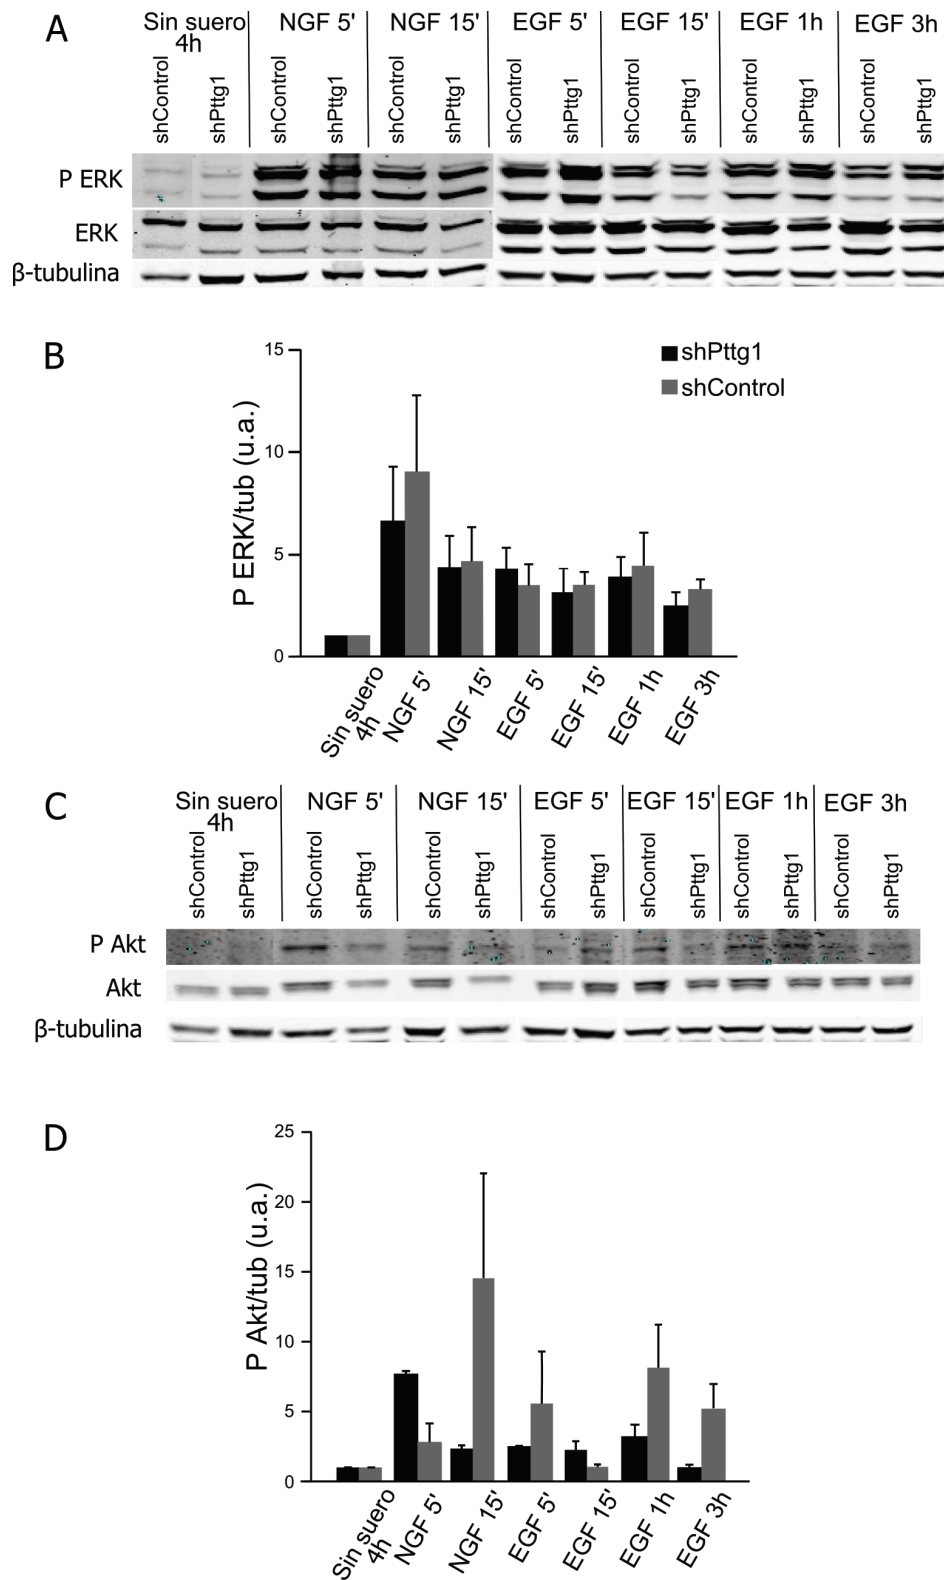 A
Sin suero
4h
NGF 5'
NGF 15'
EGF 5'
EGF 15'
EGF 1h
EGF 3h
shControl
shPttg1
shControl
shPttg1
shControl
shPttg1
shControl
shPttg1
shControl
shPttg1
shControl
shPttg1
shControl
shPttg1
P ERK
ERK
β-tubulina
B
shPttg1
shControl
P ERK/tub (u.a.)
15
10
5
0
Sin suero
4h
NGF 5'
NGF 15'
EGF 5'
EGF 15'
EGF 1h
EGF 3h
C
Sin suero
4h
NGF 5'
NGF 15'
EGF 5'
EGF 15'
EGF 1h
EGF 3h
shControl
shPttg1
shControl
shPttg1
shControl
shPttg1
shControl
shPttg1
shControl
shPttg1
shControl
shPttg1
shControl
shPttg1
P Akt
Akt
β-tubulina
D
P Akt/tub (u.a.)
25
20
15
10
5
0
Sin suero
4h
NGF 5'
NGF 15'
EGF 5'
EGF 15'
EGF 1h
EGF 3h